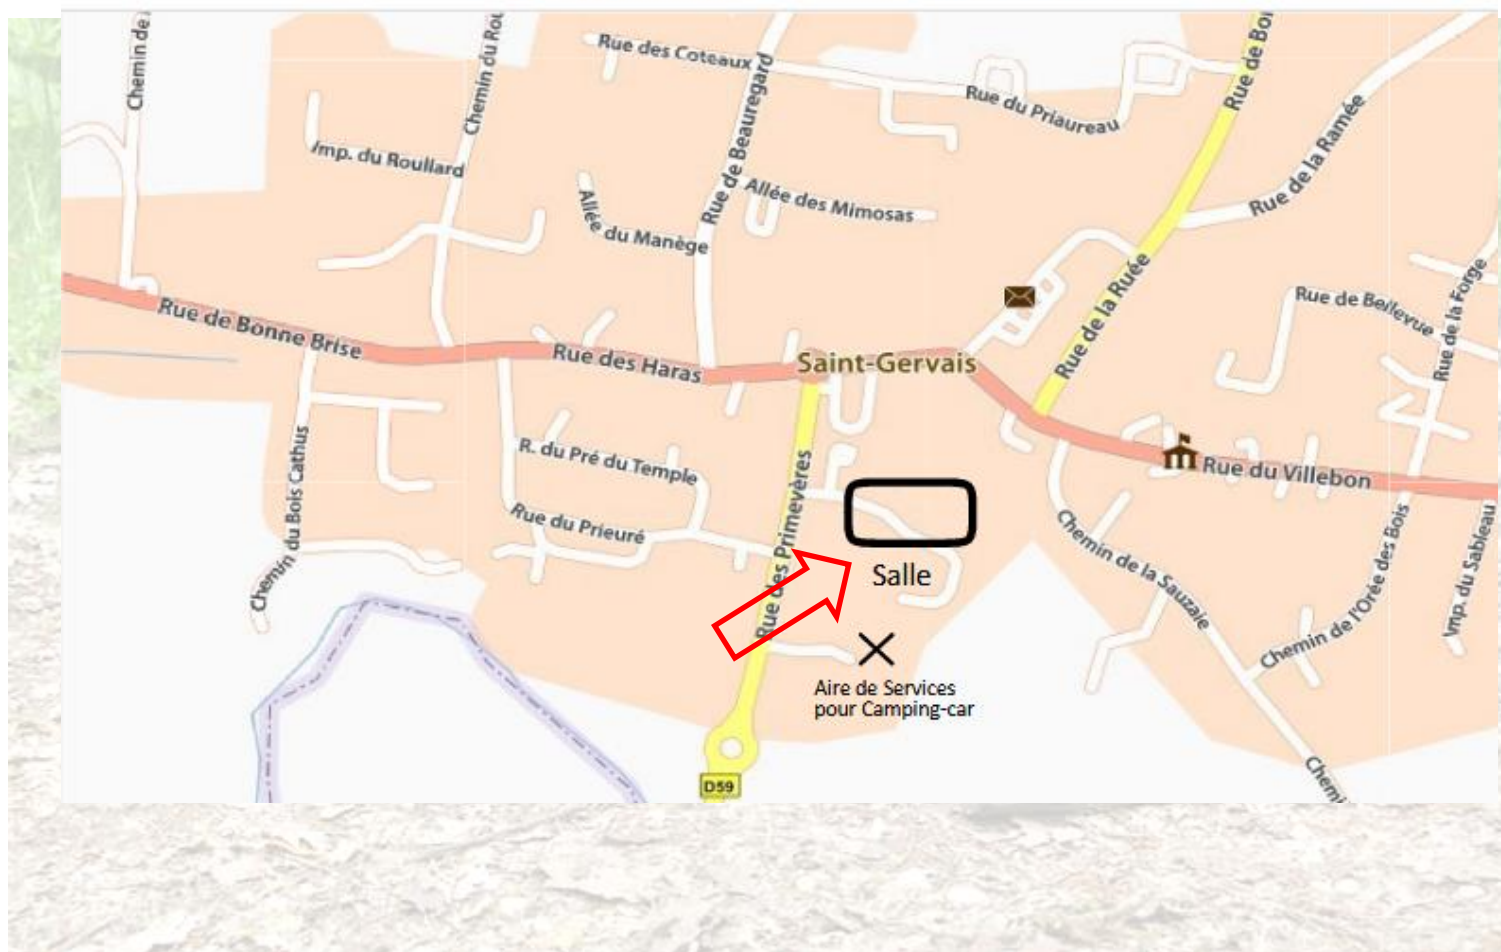 Chemin de
Chemin du Rou
Rue des Coteaux
Rue de Beauregard
Rue du Priaureau
Rue de Boi
Rue de la Ramée
Imp. du Roullard
Allée des Mimosas
Allée du Manège
Rue de la Ruée
Rue de Bellevue
Rue de la Forge
Rue de Bonne Brise
Rue des Haras
Saint-Gervais
R. du Pré du Temple
Rue du Villebon
Chemin du Bois Cathus
Rue du Prieuré
Rue des Primevères
Salle
Chemin de la Sauzaie
Chemin de l'Orée des Bois
Imp. du Sableau
Aire de Services
pour Camping-car
D59
Chemi